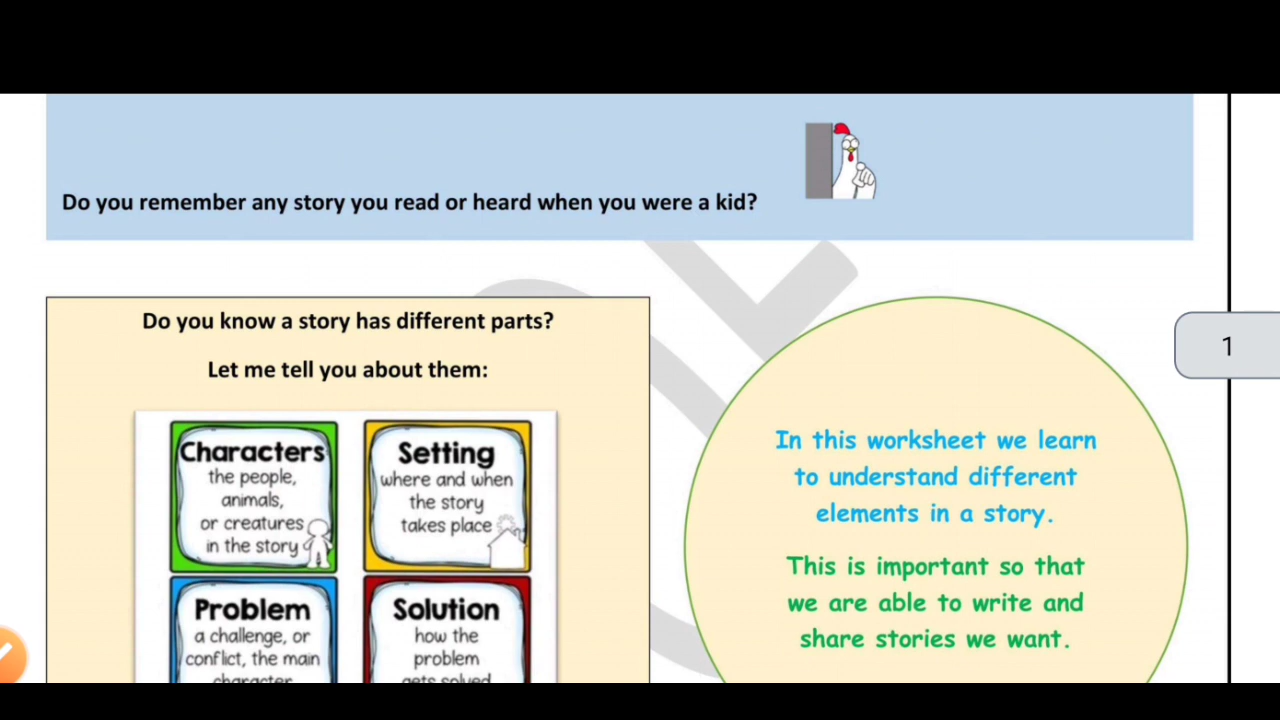 Do you remember any story you read or heard when you were a kid?
Do you know a story has different parts?
Let me tell you about them:
Characters
the people,
animals,
or creatures
in the story
Setting
where and when
the story
takes place
Problem
a challenge, or
conflict, the main
character
Solution
how the
problem
gets solved
In this worksheet we learn
to understand different
elements in a story.
This is important so that
we are able to write and
share stories we want.
1